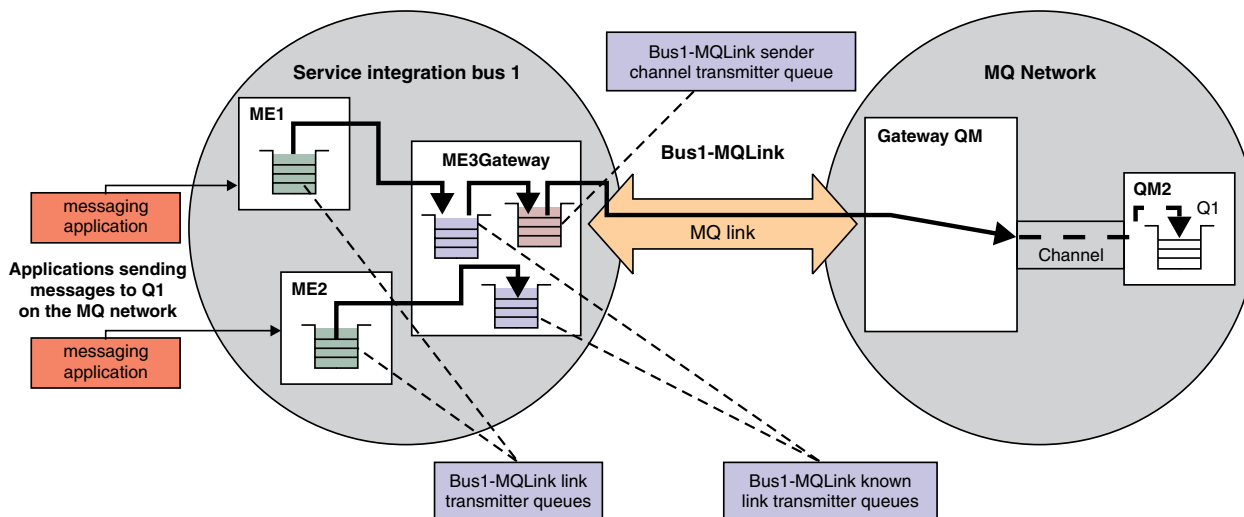 Bus1-MQLink sender
channel transmitter queue
Service integration bus 1
MQ Network
ME1
ME3Gateway
Bus1-MQLink
Gateway QM
QM2
Q1
messaging
application
MQ link
Channel
Applications sending
messages to Q1
on the MQ network
ME2
messaging
application
Bus1-MQLink link
transmitter queues
Bus1-MQLink known
link transmitter queues